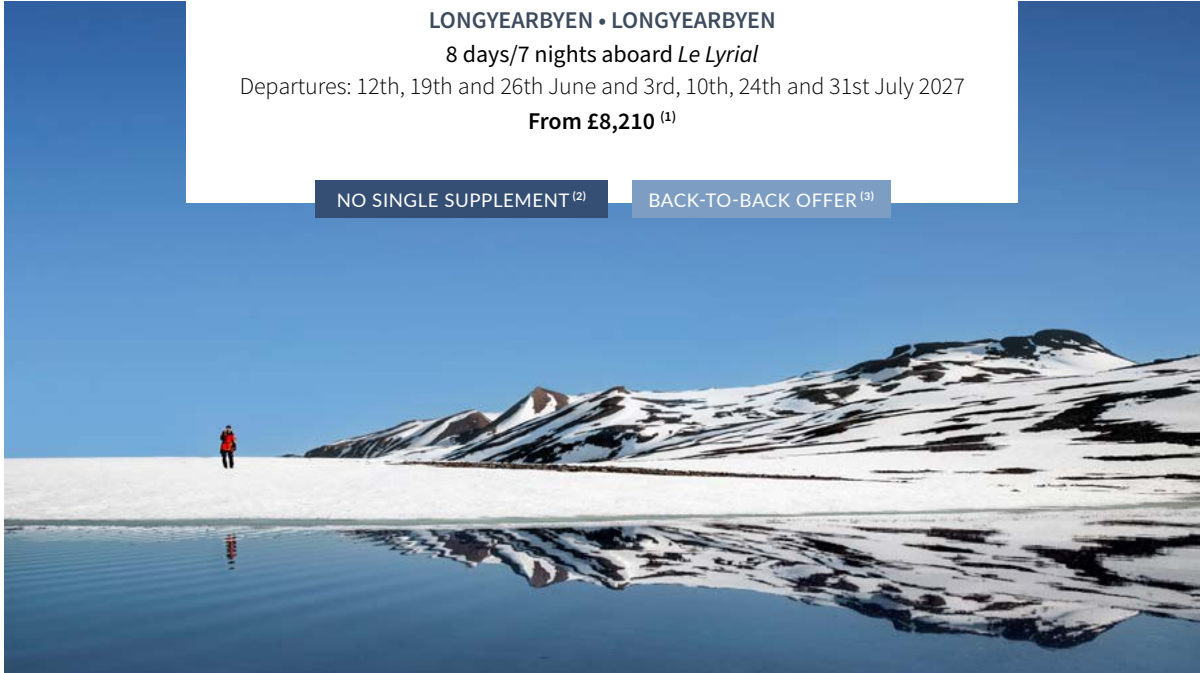 LONGYEARBYEN • LONGYEARBYEN
8 days/7 nights aboard Le Lyrial
Departures: 12th, 19th and 26th June and 3rd, 10th, 24th and 31st July 2027
From £8,210 (1)
NO SINGLE SUPPLEMENT (2)
BACK-TO-BACK OFFER (3)